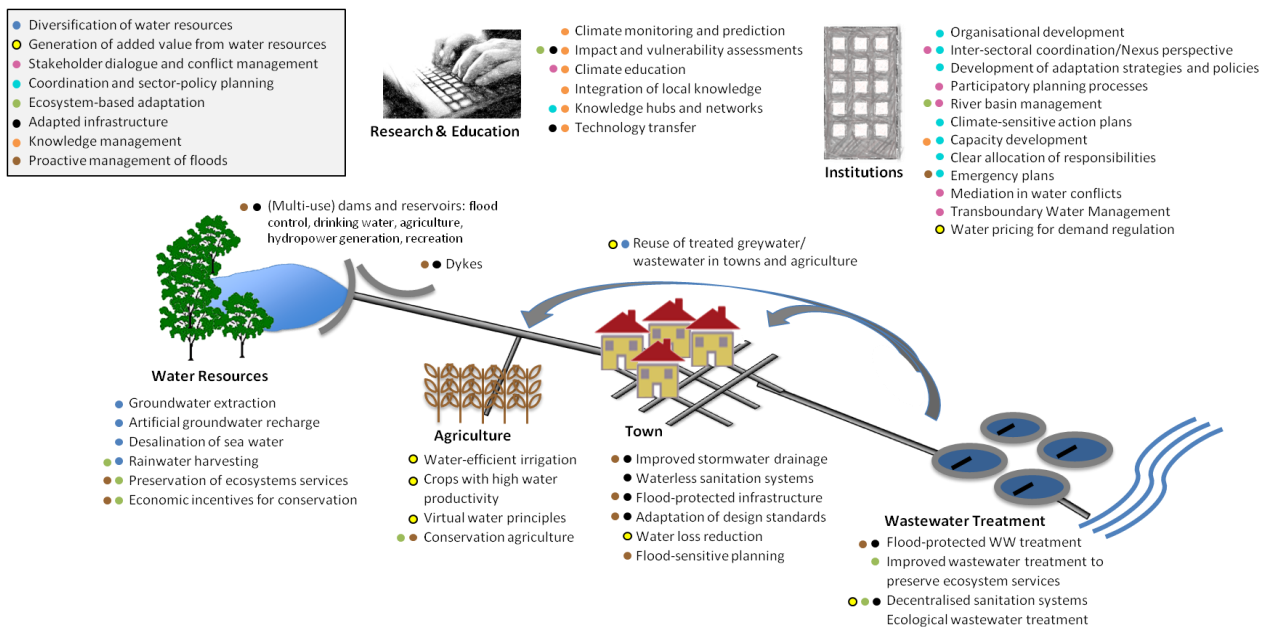 Diversification of water resources
Generation of added value from water resources
Stakeholder dialogue and conflict management
Coordination and sector-policy planning
Ecosystem-based adaptation
Adapted infrastructure
Knowledge management
Proactive management of floods
Research & Education
Climate monitoring and prediction
Impact and vulnerability assessments
Climate education
Integration of local knowledge
Knowledge hubs and networks
Technology transfer
Institutions
Organisational development
Inter-sectoral coordination/Nexus perspective
Development of adaptation strategies and policies
Participatory planning processes
River basin management
Climate-sensitive action plans
Capacity development
Clear allocation of responsibilities
Emergency plans
Mediation in water conflicts
Transboundary Water Management
Water pricing for demand regulation
(Multi-use) dams and reservoirs: flood
control, drinking water, agriculture,
hydropower generation, recreation
Dykes
Reuse of treated greywater/
wastewater in towns and agriculture
Water Resources
Groundwater extraction
Artificial groundwater recharge
Desalination of sea water
Rainwater harvesting
Preservation of ecosystems services
Economic incentives for conservation
Agriculture
Water-efficient irrigation
Crops with high water
productivity
Virtual water principles
Conservation agriculture
Town
Improved stormwater drainage
Waterless sanitation systems
Flood-protected infrastructure
Adaptation of design standards
Water loss reduction
Flood-sensitive planning
Wastewater Treatment
Flood-protected WW treatment
Improved wastewater treatment to
preserve ecosystem services
Decentralised sanitation systems
Ecological wastewater treatment